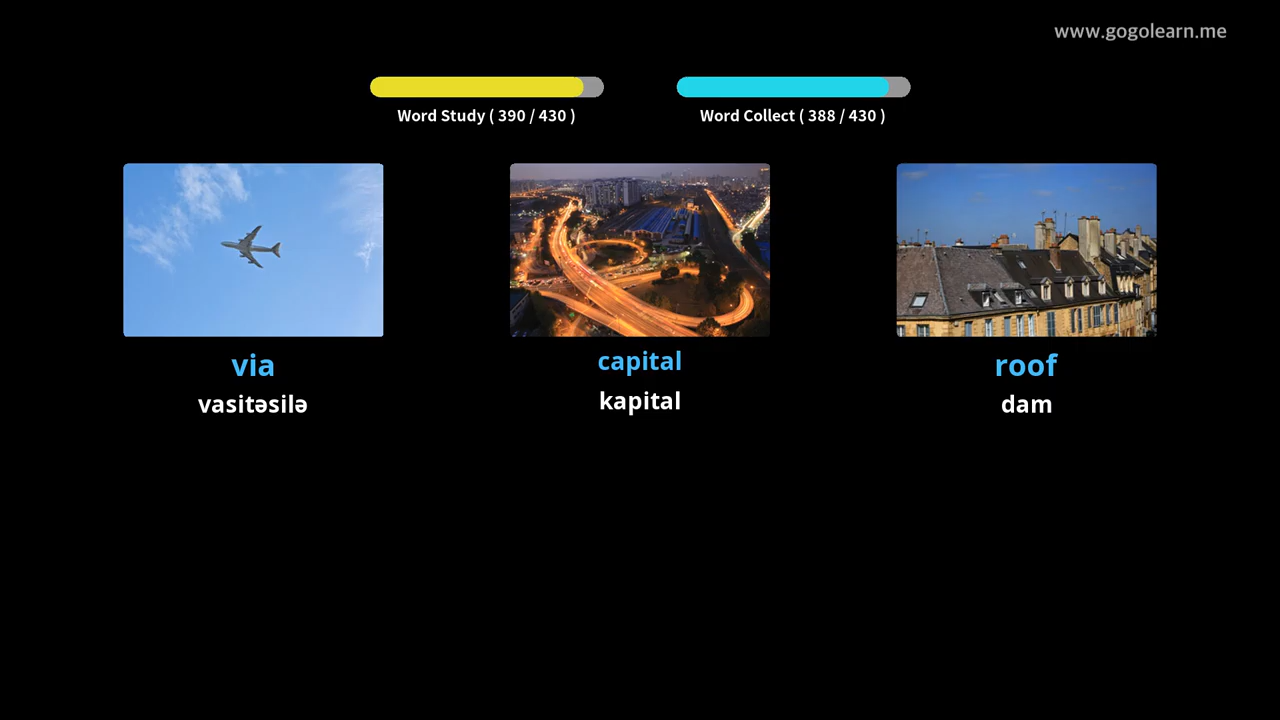 www.gogolearn.me
Word Study ( 390 / 430 )
Word Collect ( 388 / 430 )
via
vasitəsilə
capital
kapital
roof
dam